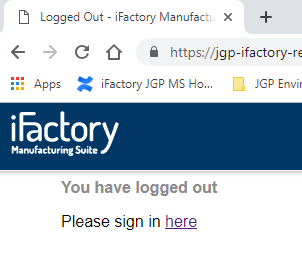 Logged Out - iFactory Manufactu
https://jgp-ifactory-re
Apps
iFactory JGP MS Ho...
JGP Envir
iFactory
Manufacturing Suite
You have logged out
Please sign in here